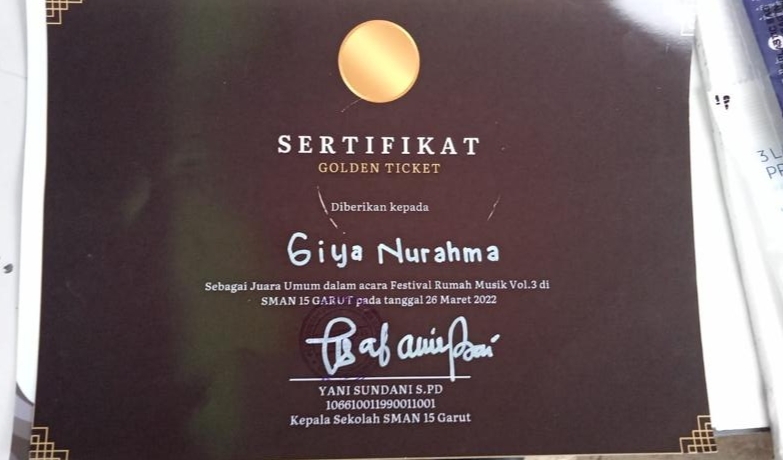 SERTIFIKAT
GOLDEN TICKET
Diberikan kepada
Giya Nurahma
Sebagai Juara Umum dalam acara Festival Rumah Musik Vol.3 di
SMAN 15 GARUT pada tanggal 26 Maret 2022
YANI SUNDANI S.PD
106610011990011001
Kepala Sekolah SMAN 15 Garut
3 L